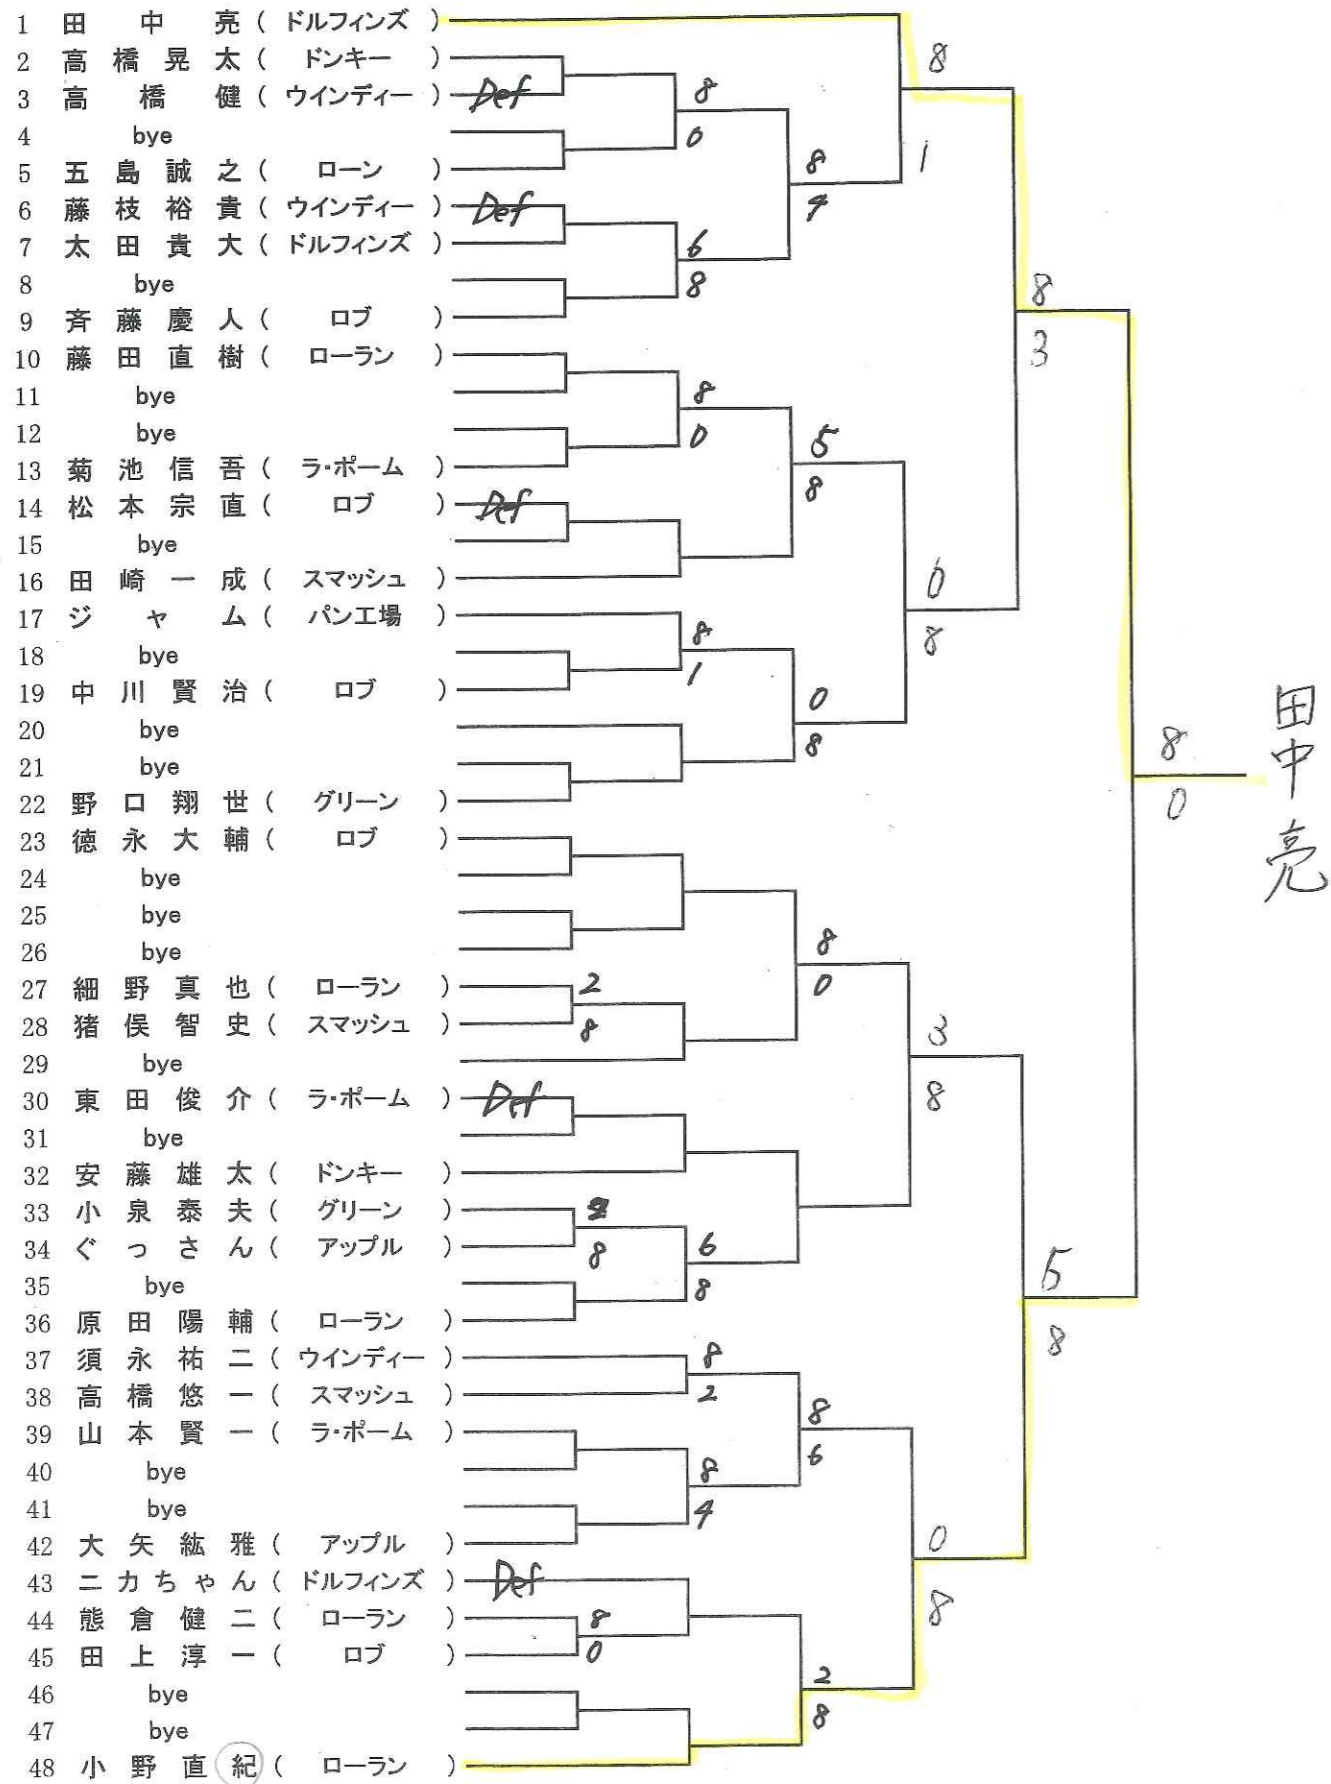 1 田中亮(ドルフィンズ)
8
2 高橋晃太(ドンキー)
3 高橋健(ウインディー) Def
8
4 bye
0
1
5 五島誠之(ローン)
8
6 藤枝裕貴(ウインディー) Def
4
7 太田貴大(ドルフィンズ)
6
8 bye
8
8
9 斉藤慶人(ロブ)
3
10 藤田直樹(ローラン)
11 bye
8
12 bye
0
5
13 菊池信吾(ラ・ポーム)
8
14 松本宗直(ロブ) Def
15 bye
16 田崎一成(スマッシュ)
0
17 ジャム(パン工場)
8
8
18 bye
1
19 中川賢治(ロブ)
0
20 bye
8
8
田中亮
21 bye
22 野口翔世(グリーン)
0
23 徳永大輔(ロブ)
24 bye
25 bye
8
26 bye
0
27 細野真也(ローラン)
2
28 猪俣智史(スマッシュ)
8
3
29 bye
30 東田俊介(ラ・ポーム) Def
8
31 bye
32 安藤雄太(ドンキー)
33 小泉泰夫(グリーン)
34 ぐっさん(アップル)
8
6
35 bye
8
5
36 原田陽輔(ローラン)
8
37 須永祐二(ウインディー)
8
38 高橋悠一(スマッシュ)
2
8
39 山本賢一(ラ・ポーム)
6
40 bye
8
41 bye
4
42 大矢紘雅(アップル)
0
43 ニカちゃん(ドルフィンズ) Def
8
44 熊倉健二(ローラン)
8
45 田上淳一(ロブ)
0
2
46 bye
8
47 bye
48 小野直紀(ローラン)